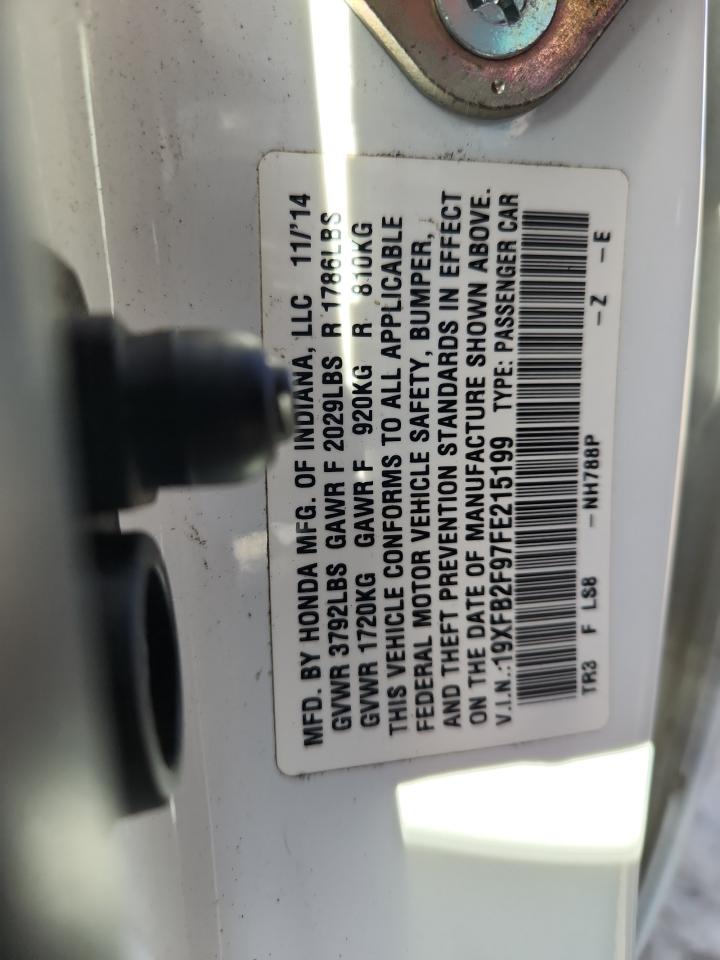 MFD. BY HONDA MFG. OF INDIANA, LLC 11/'14
GVWR 3792LBS GAWR F 2029LBS R 1786LBS
GVWR 1720KG GAWR F 920KG R 810KG
THIS VEHICLE CONFORMS TO ALL APPLICABLE
FEDERAL MOTOR VEHICLE SAFETY, BUMPER,
AND THEFT PREVENTION STANDARDS IN EFFECT
ON THE DATE OF MANUFACTURE SHOWN ABOVE.
V.I.N.:19XFB2F97FE215199 TYPE: PASSENGER CAR
TR3 F LS8 -NH788P -Z -E